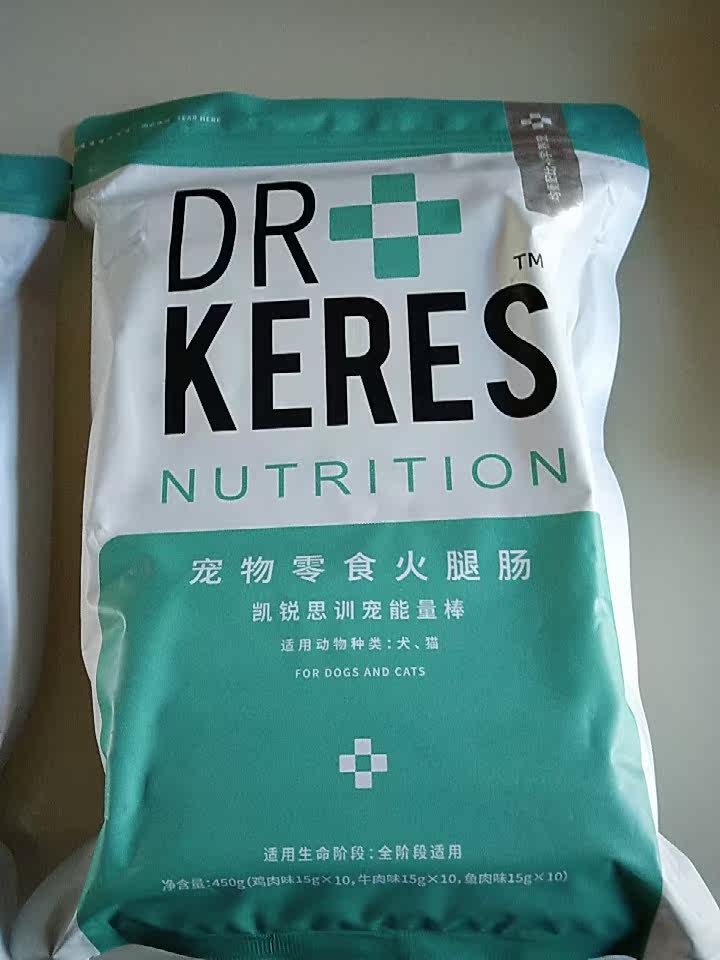 TEAR HERE
DR
KERES
TM
NUTRITION
宠物零食火腿肠
凯锐思训宠能量棒
适用动物种类:犬、猫
FOR DOGS AND CATS
适用生命阶段:全阶段适用
净含量:450g(鸡肉味15g×10,牛肉味15g×10,鱼肉味15g×10)